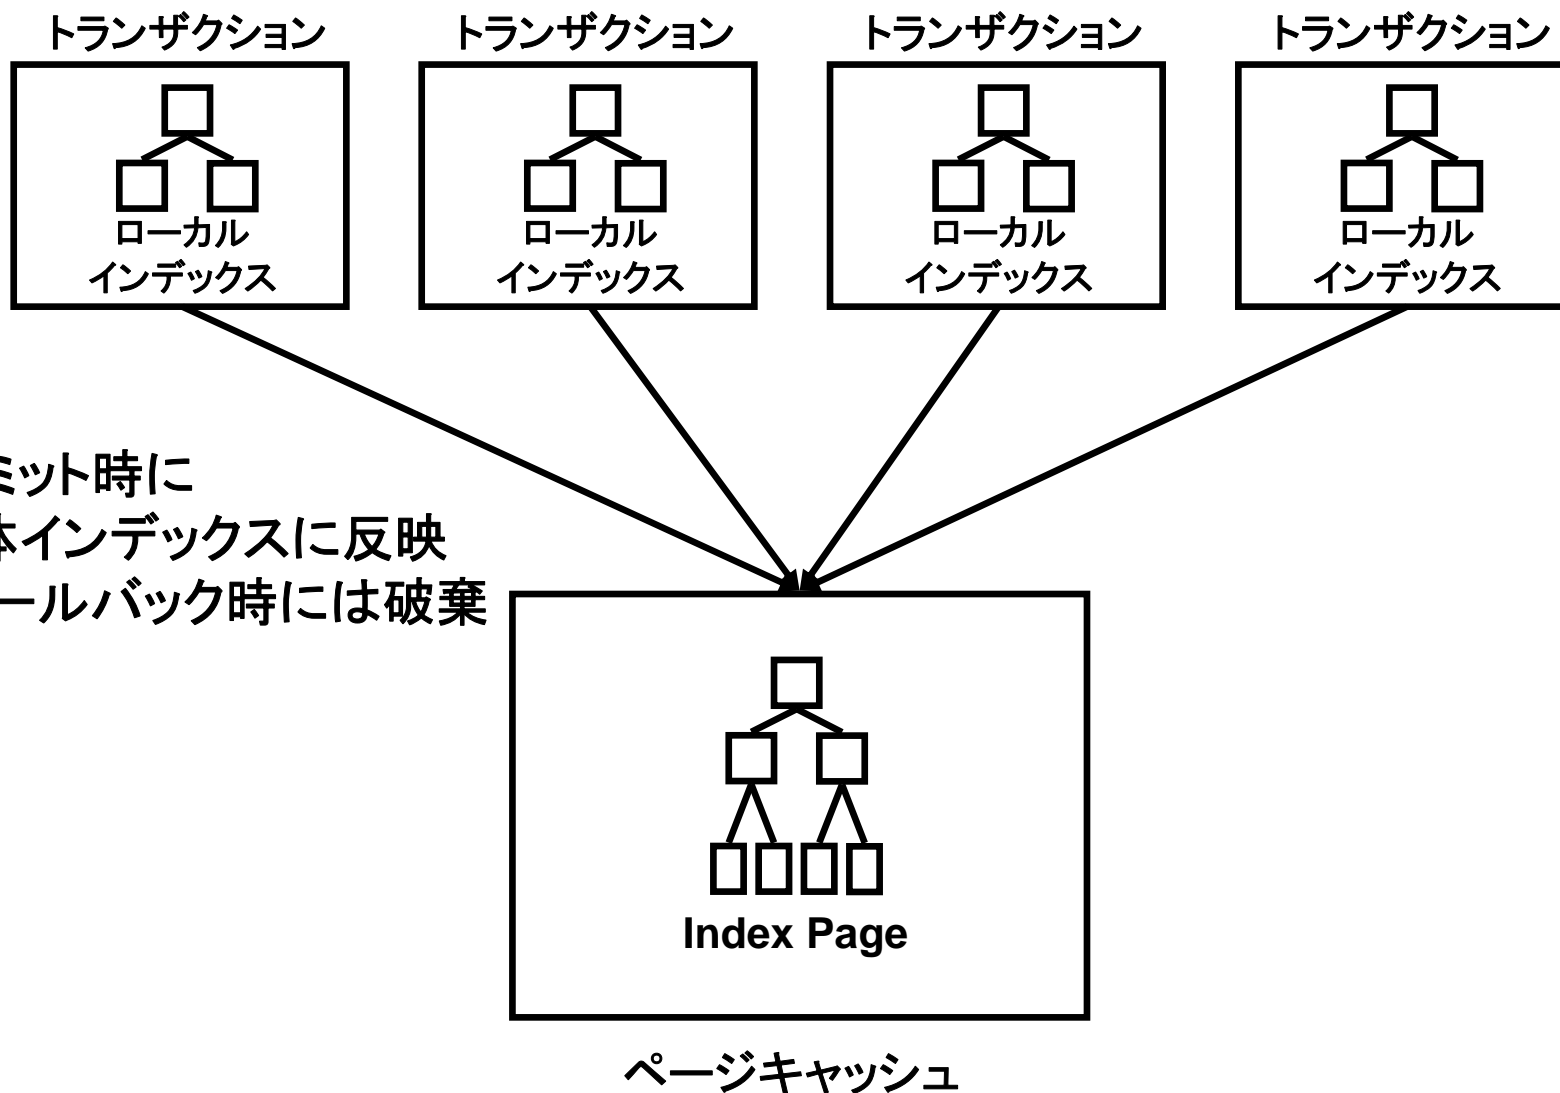 トランザクション トランザクション トランザクション トランザクション
ローカル ローカル ローカル ローカル
インデックス インデックス インデックス インデックス
ミット時に
本インデックスに反映
ールバック時には破棄
Index Page
ページキャッシュ